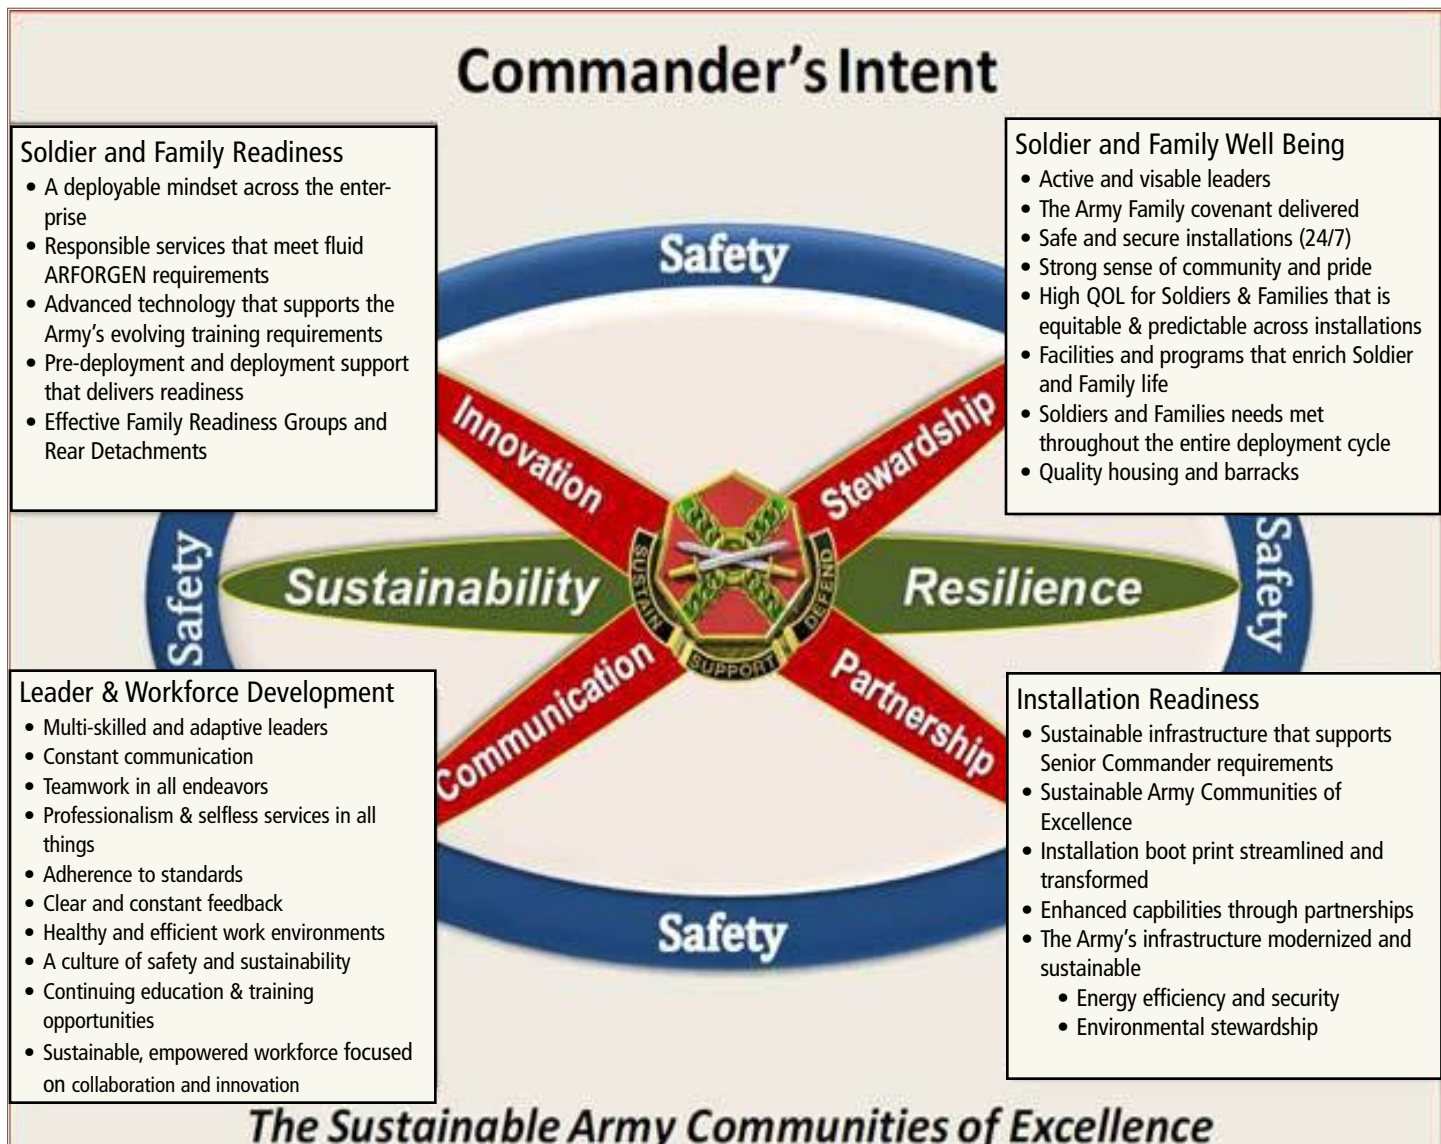 Commander's Intent
Soldier and Family Readiness
• A deployable mindset across the enter-
prise
• Responsible services that meet fluid
ARFORGEN requirements
• Advanced technology that supports the
Army's evolving training requirements
• Pre-deployment and deployment support
that delivers readiness
• Effective Family Readiness Groups and
Rear Detachments
Soldier and Family Well Being
• Active and visable leaders
• The Army Family covenant delivered
• Safe and secure installations (24/7)
• Strong sense of community and pride
• High QOL for Soldiers & Families that is
equitable & predictable across installations
• Facilities and programs that enrich Soldier
and Family life
• Soldiers and Families needs met
throughout the entire deployment cycle
• Quality housing and barracks
Safety
Innovation
Stewardship
Safety
Sustainability
SUSTAIN
SUPPORT
DEFEND
Resilience
Safety
Communication
Partnership
Safety
Leader & Workforce Development
• Multi-skilled and adaptive leaders
• Constant communication
• Teamwork in all endeavors
• Professionalism & selfless services in all
things
• Adherence to standards
• Clear and constant feedback
• Healthy and efficient work environments
• A culture of safety and sustainability
• Continuing education & training
opportunities
• Sustainable, empowered workforce focused
on collaboration and innovation
Installation Readiness
• Sustainable infrastructure that supports
Senior Commander requirements
• Sustainable Army Communities of
Excellence
• Installation boot print streamlined and
transformed
• Enhanced capbilities through partnerships
• The Army's infrastructure modernized and
sustainable
• Energy efficiency and security
• Environmental stewardship
The Sustainable Army Communities of Excellence